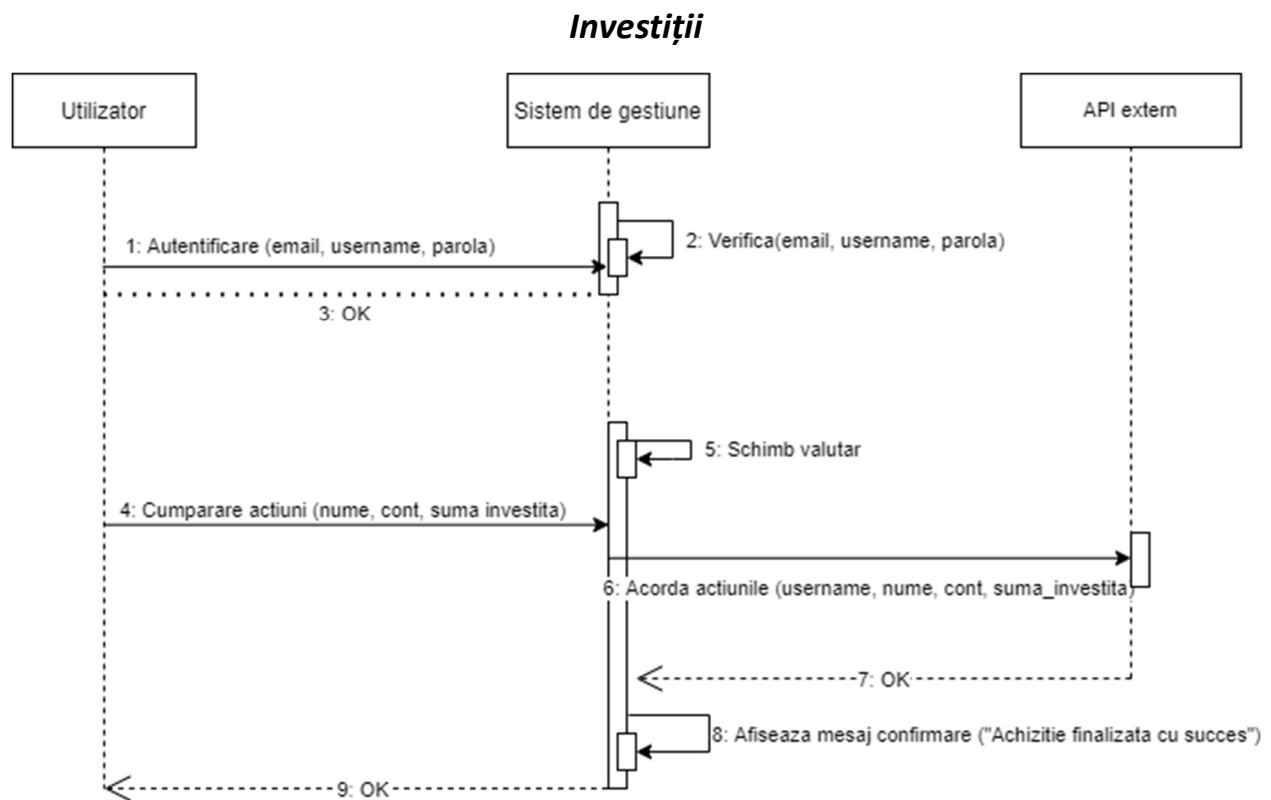 Investiții
Utilizator
Sistem de gestiune
API extern
1: Autentificare (email, username, parola)
2: Verifica(email, username, parola)
3: OK
5: Schimb valutar
4: Cumparare actiuni (nume, cont, suma investita)
6: Acorda actiunile (username, nume, cont, suma_investita)
7: OK
8: Afiseaza mesaj confirmare ("Achizitie finalizata cu succes")
9: OK